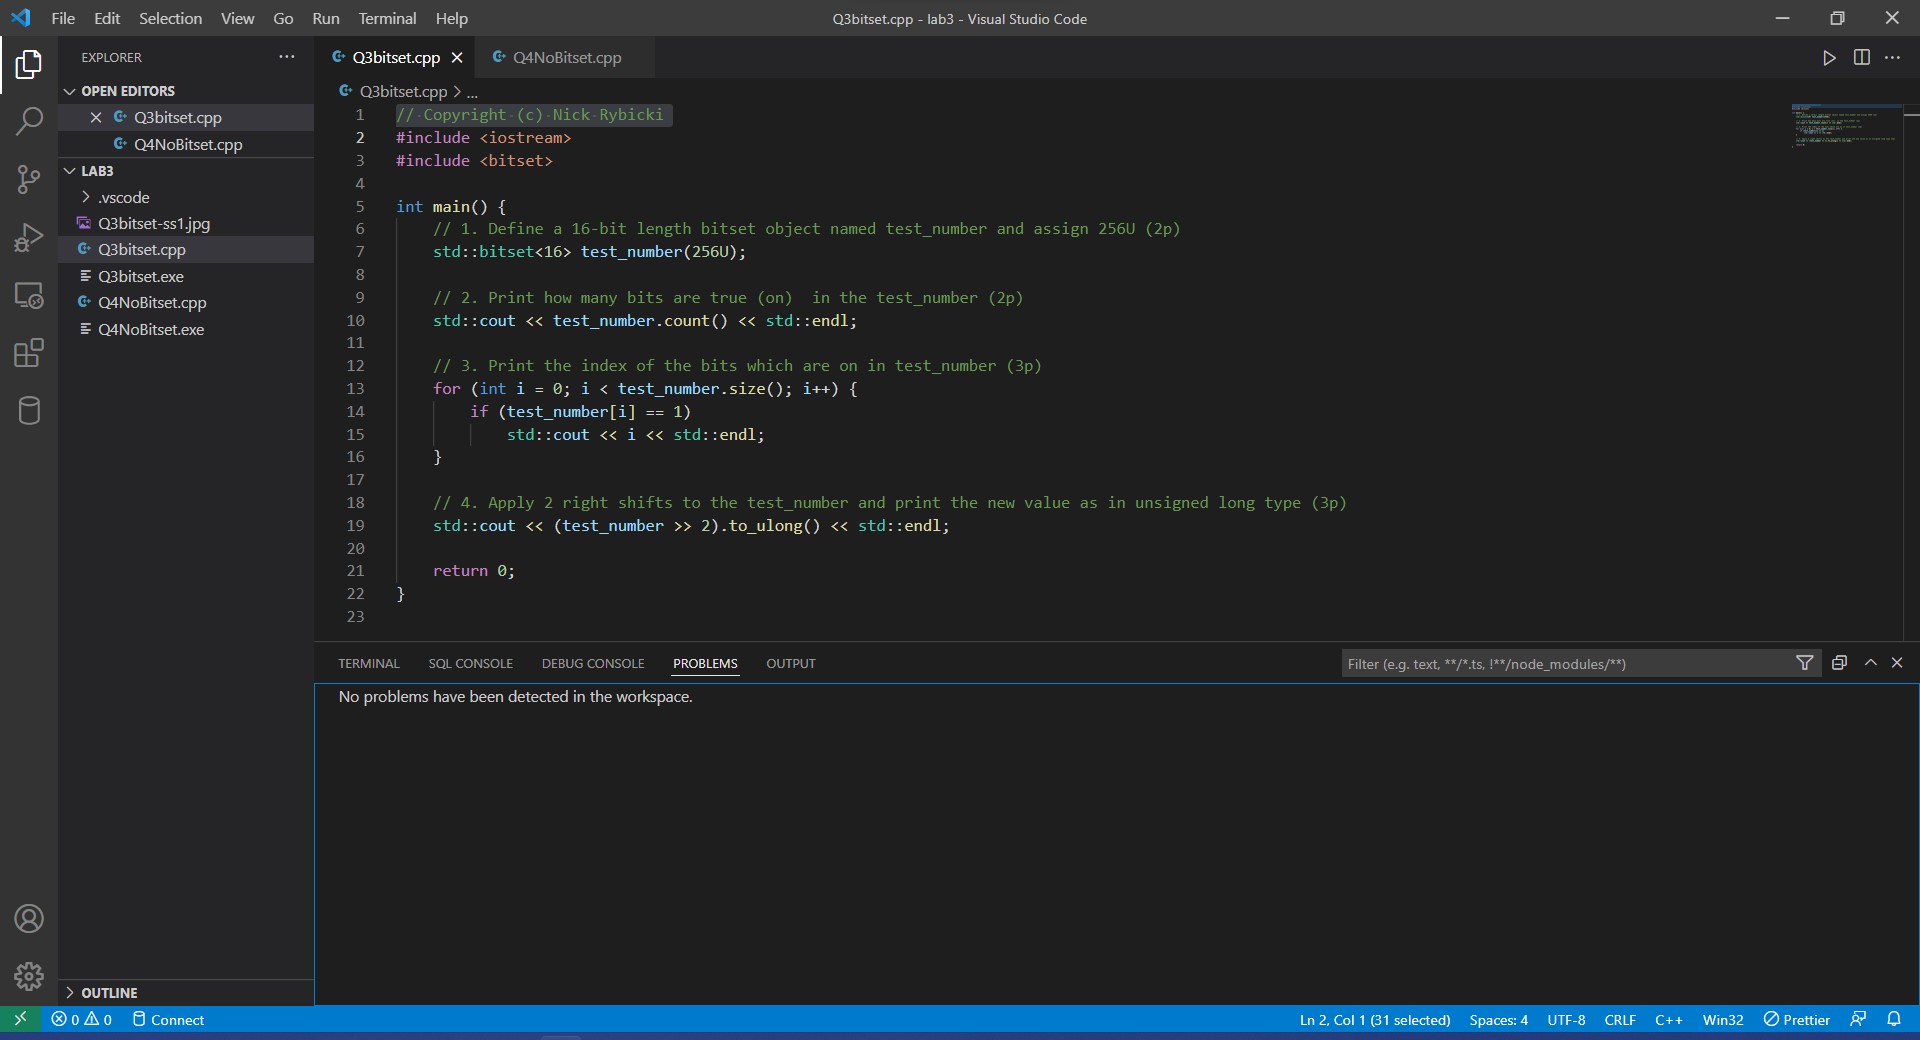 File Edit Selection View Go Run Terminal Help
Q3bitset.cpp - lab3 - Visual Studio Code
EXPLORER
OPEN EDITORS
Q3bitset.cpp
Q4NoBitset.cpp
LAB3
.vscode
Q3bitset-ss1.jpg
Q3bitset.cpp
Q3bitset.exe
Q4NoBitset.cpp
Q4NoBitset.exe
OUTLINE
Q3bitset.cpp Q4NoBitset.cpp
Q3bitset.cpp > ...
1 // Copyright (c) Nick Rybicki
2 #include <iostream>
3 #include <bitset>
4
5 int main() {
6 // 1. Define a 16-bit length bitset object named test_number and assign 256U (2p)
7 std::bitset<16> test_number(256U);
8
9 // 2. Print how many bits are true (on)  in the test_number (2p)
10 std::cout << test_number.count() << std::endl;
11
12 // 3. Print the index of the bits which are on in test_number (3p)
13 for (int i = 0; i < test_number.size(); i++) {
14 if (test_number[i] == 1)
15 std::cout << i << std::endl;
16 }
17
18 // 4. Apply 2 right shifts to the test_number and print the new value as in unsigned long type (3p)
19 std::cout << (test_number >> 2).to_ulong() << std::endl;
20
21 return 0;
22 }
23
TERMINAL SQL CONSOLE DEBUG CONSOLE PROBLEMS OUTPUT
Filter (e.g. text, **/*.ts, !**/node_modules/**)
No problems have been detected in the workspace.
0 0 Connect
Ln 2, Col 1 (31 selected) Spaces: 4 UTF-8 CRLF C++ Win32 Prettier